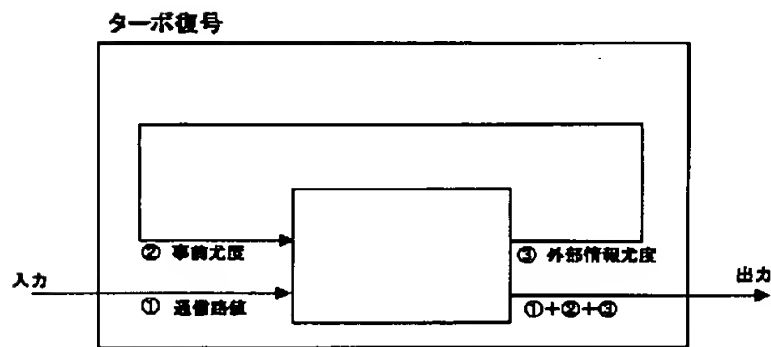 ターボ復号
② 事前尤度
③ 外部情報尤度
入力
出力
① 通信路値
①+②+③